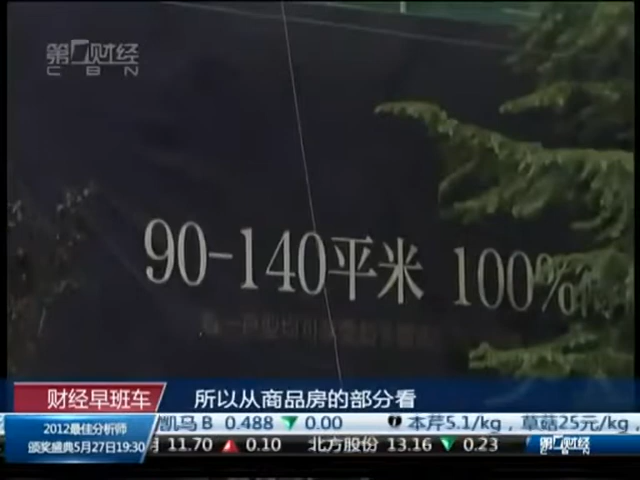 第一财经
CBN
90-140平米 100%
财经早班车 所以从商品房的部分看
凯马B 0.488 ▼ 0.00 本芹5.1/kg，草菇25元/kg，
2012最佳分析师
颁奖盛典5月27日19:30
11.70 ▲ 0.10 北方股份 13.16 ▼ 0.23 第一财经